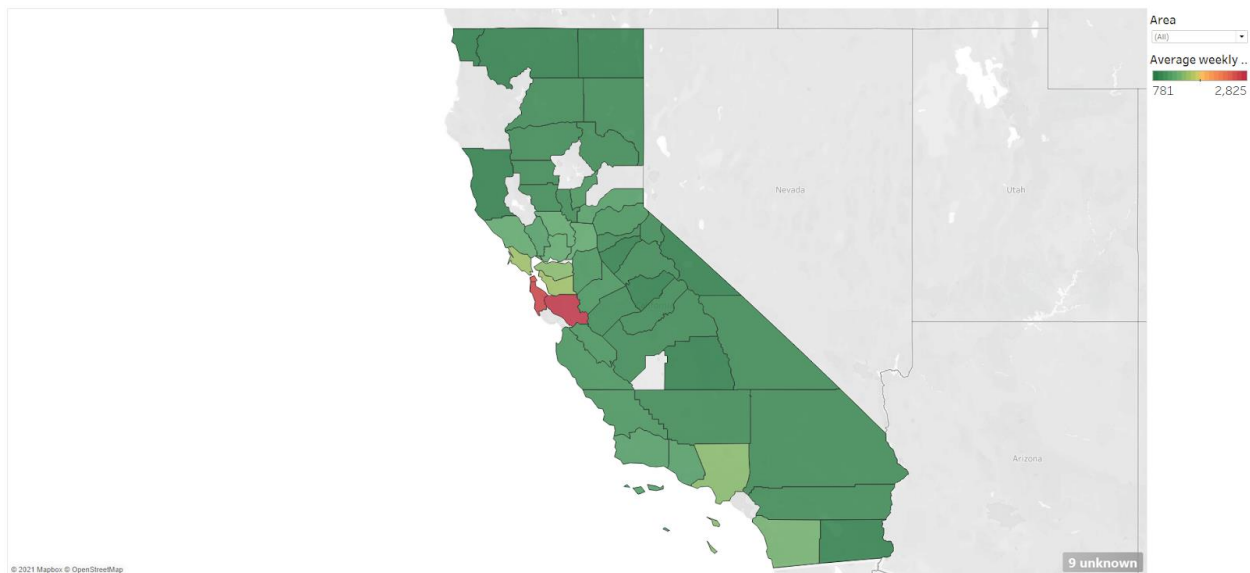 Area
(All)
Average weekly ..
781 2,825
Nevada
Utah
Arizona
9 unknown
© 2021 Mapbox © OpenStreetMap